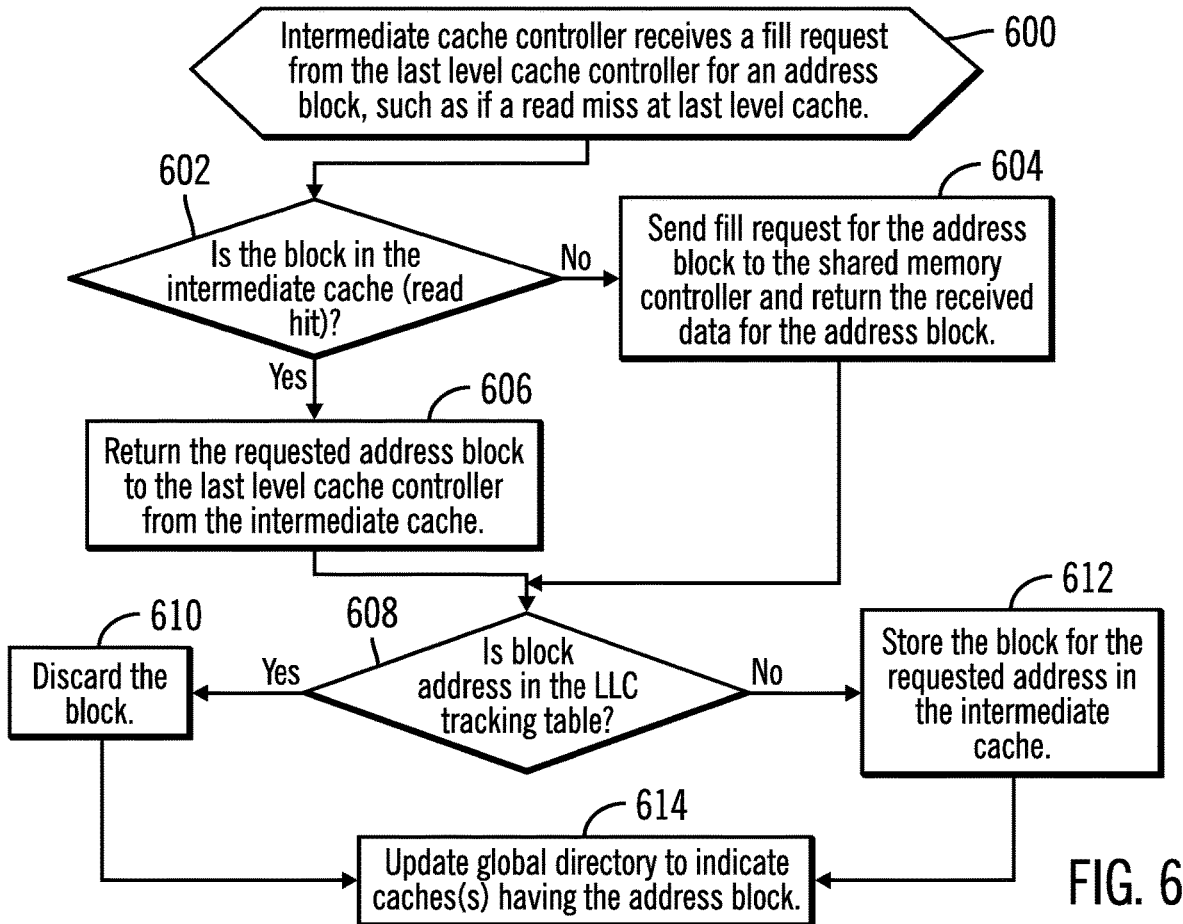 Intermediate cache controller receives a fill request
from the last level cache controller for an address
block, such as if a read miss at last level cache.
600
602
Is the block in the
intermediate cache (read
hit)?
No
Yes
604
Send fill request for the address
block to the shared memory
controller and return the received
data for the address block.
606
Return the requested address block
to the last level cache controller
from the intermediate cache.
608
Is block
address in the LLC
tracking table?
Yes
No
610
Discard the
block.
612
Store the block for the
requested address in
the intermediate
cache.
614
Update global directory to indicate
caches(s) having the address block.
FIG. 6